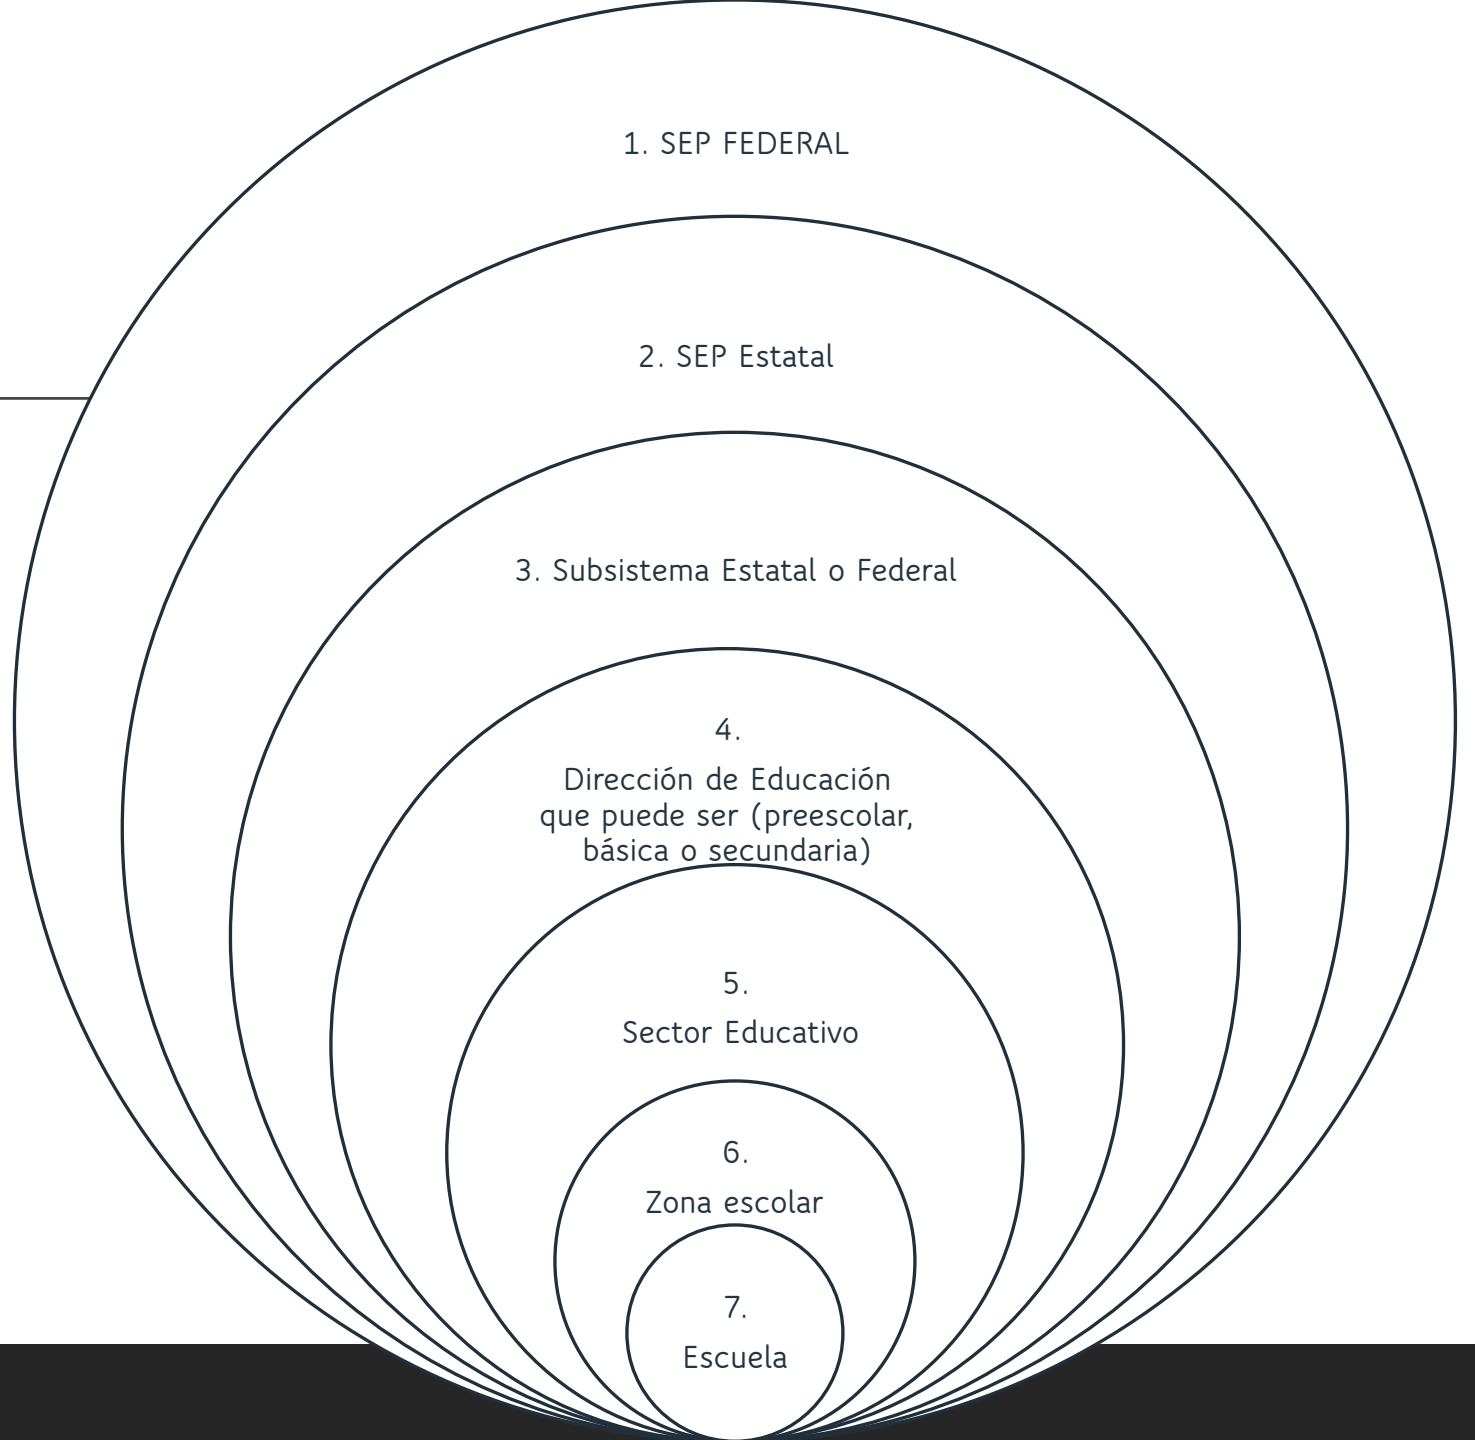 1. SEP FEDERAL
2. SEP Estatal
3. Subsistema Estatal o Federal
4.
Dirección de Educación
que puede ser (preescolar,
básica o secundaria)
5.
Sector Educativo
6.
Zona escolar
7.
Escuela